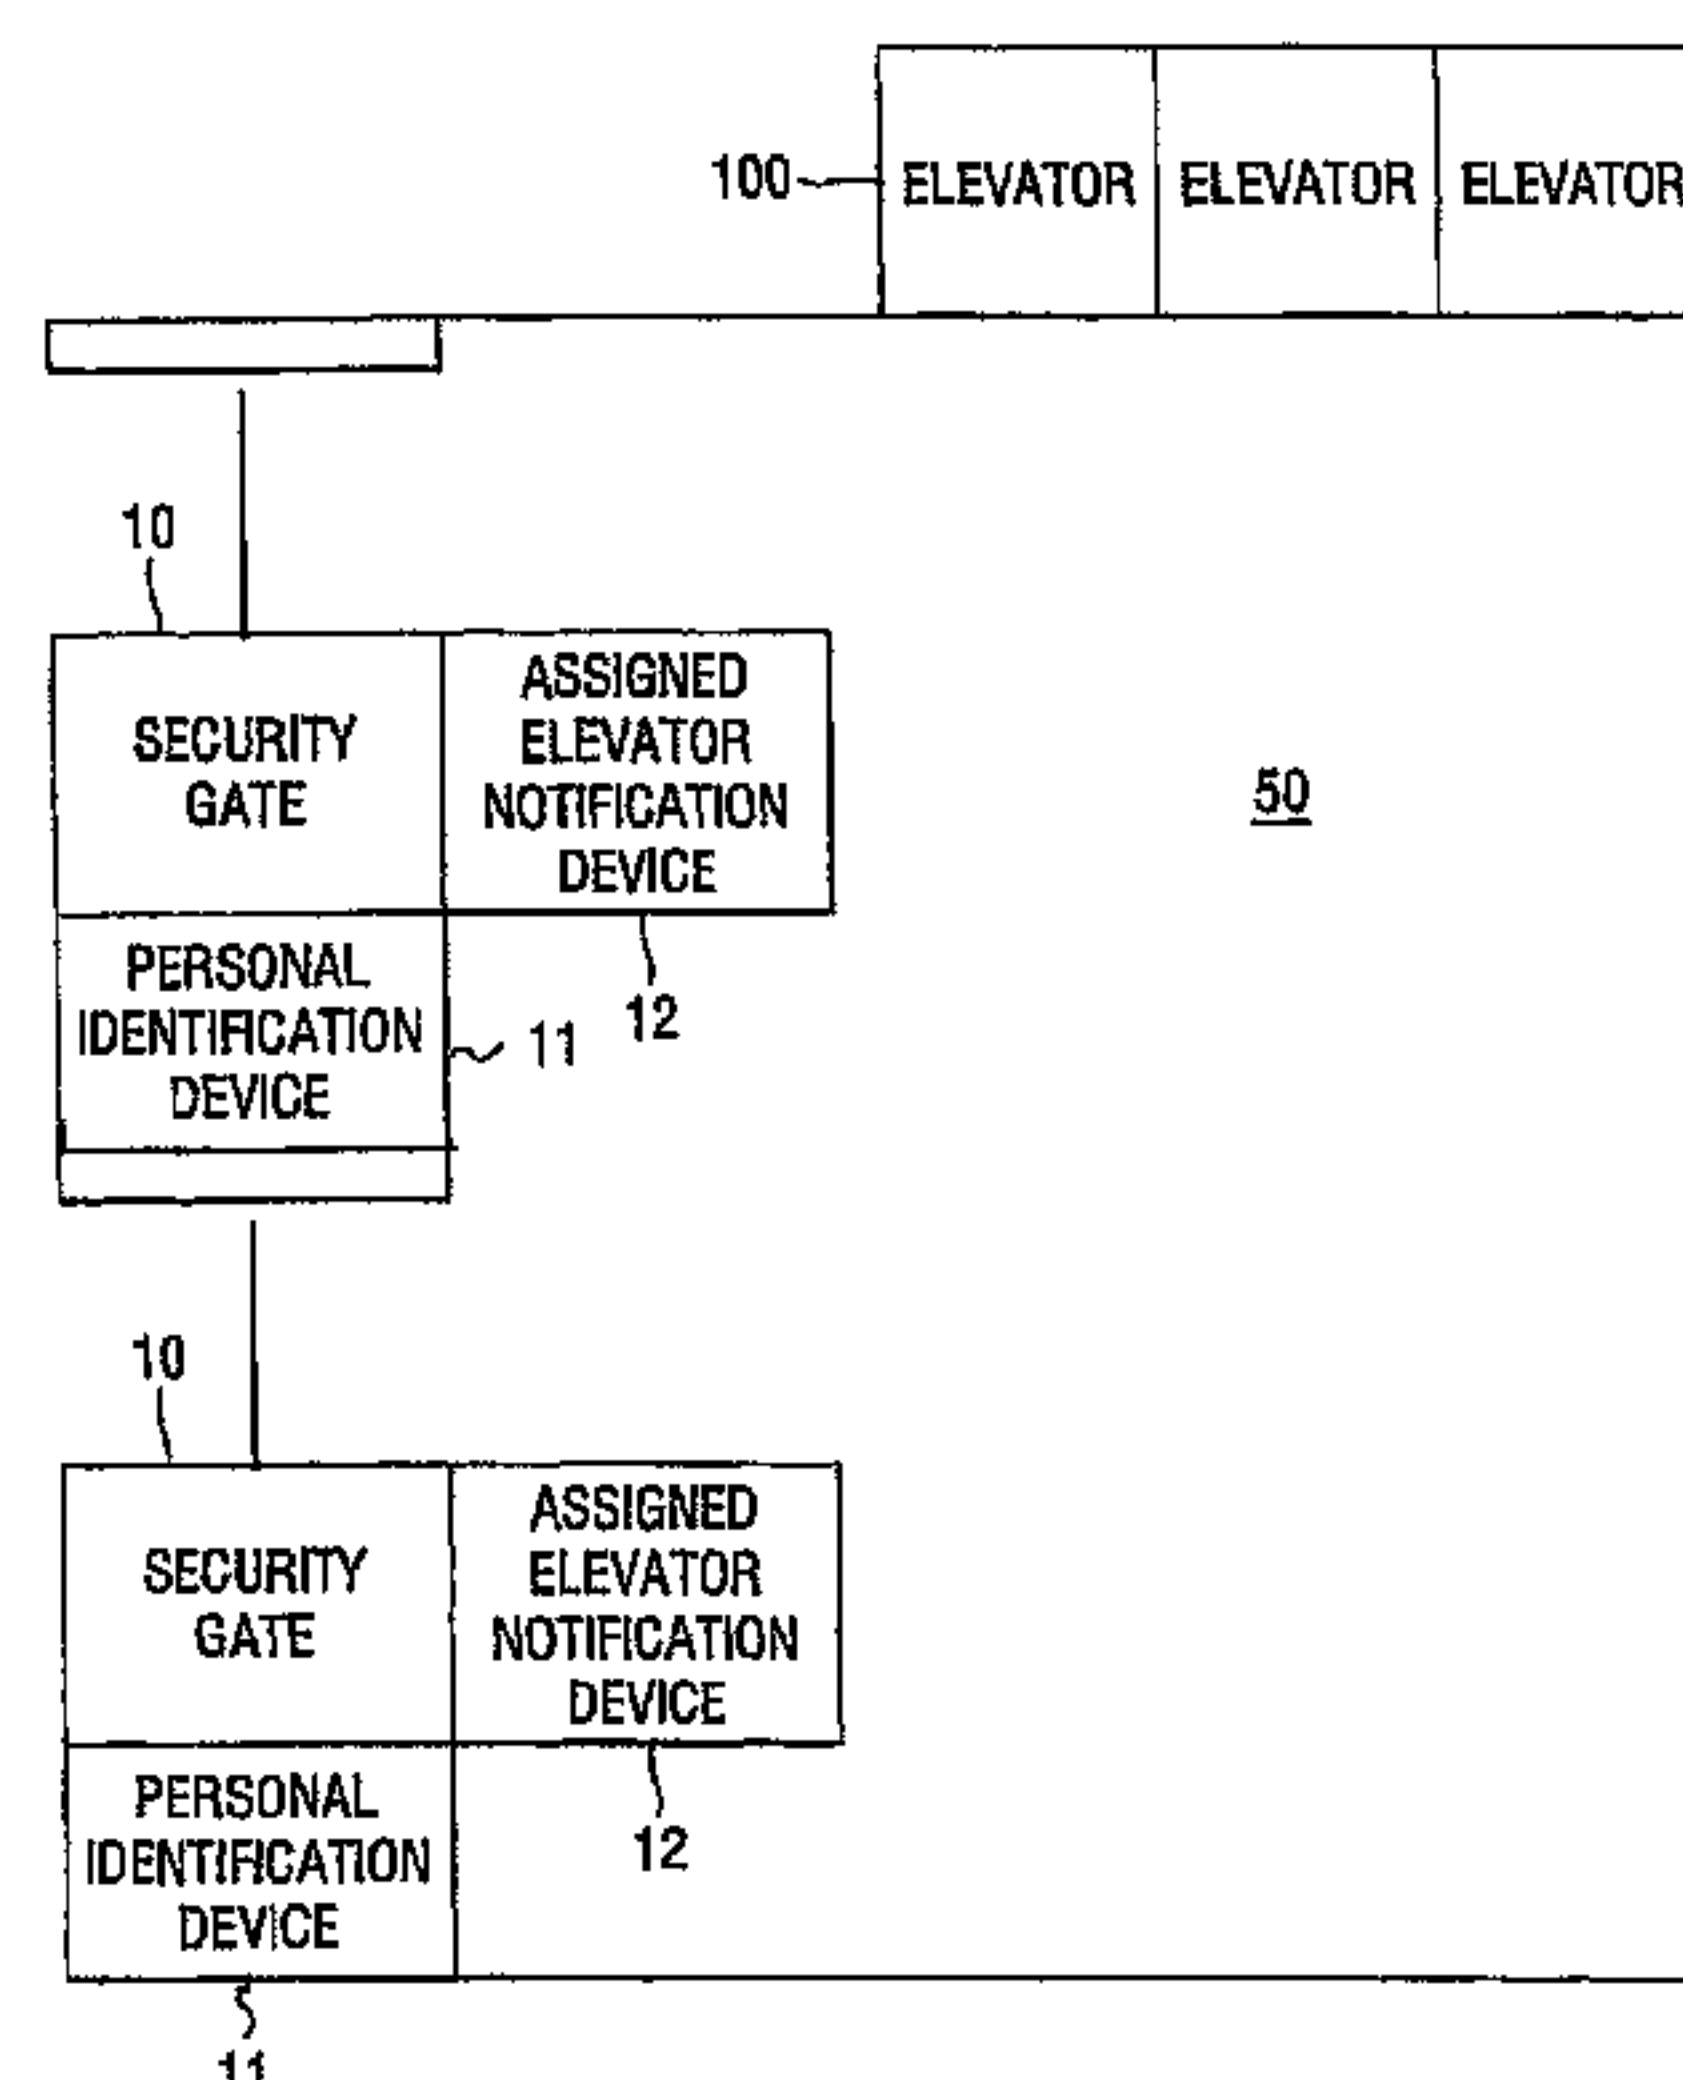 100
ELEVATOR ELEVATOR ELEVATOR
10
SECURITY
GATE
ASSIGNED
ELEVATOR
NOTIFICATION
DEVICE
50
PERSONAL
IDENTIFICATION
DEVICE
11
12
10
SECURITY
GATE
ASSIGNED
ELEVATOR
NOTIFICATION
DEVICE
PERSONAL
IDENTIFICATION
DEVICE
12
11